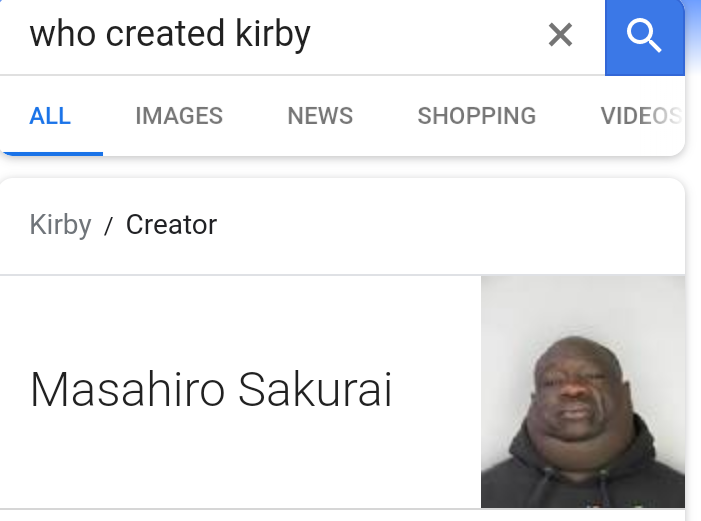 who created kirby
ALL IMAGES NEWS SHOPPING VIDEOS
Kirby / Creator
Masahiro Sakurai